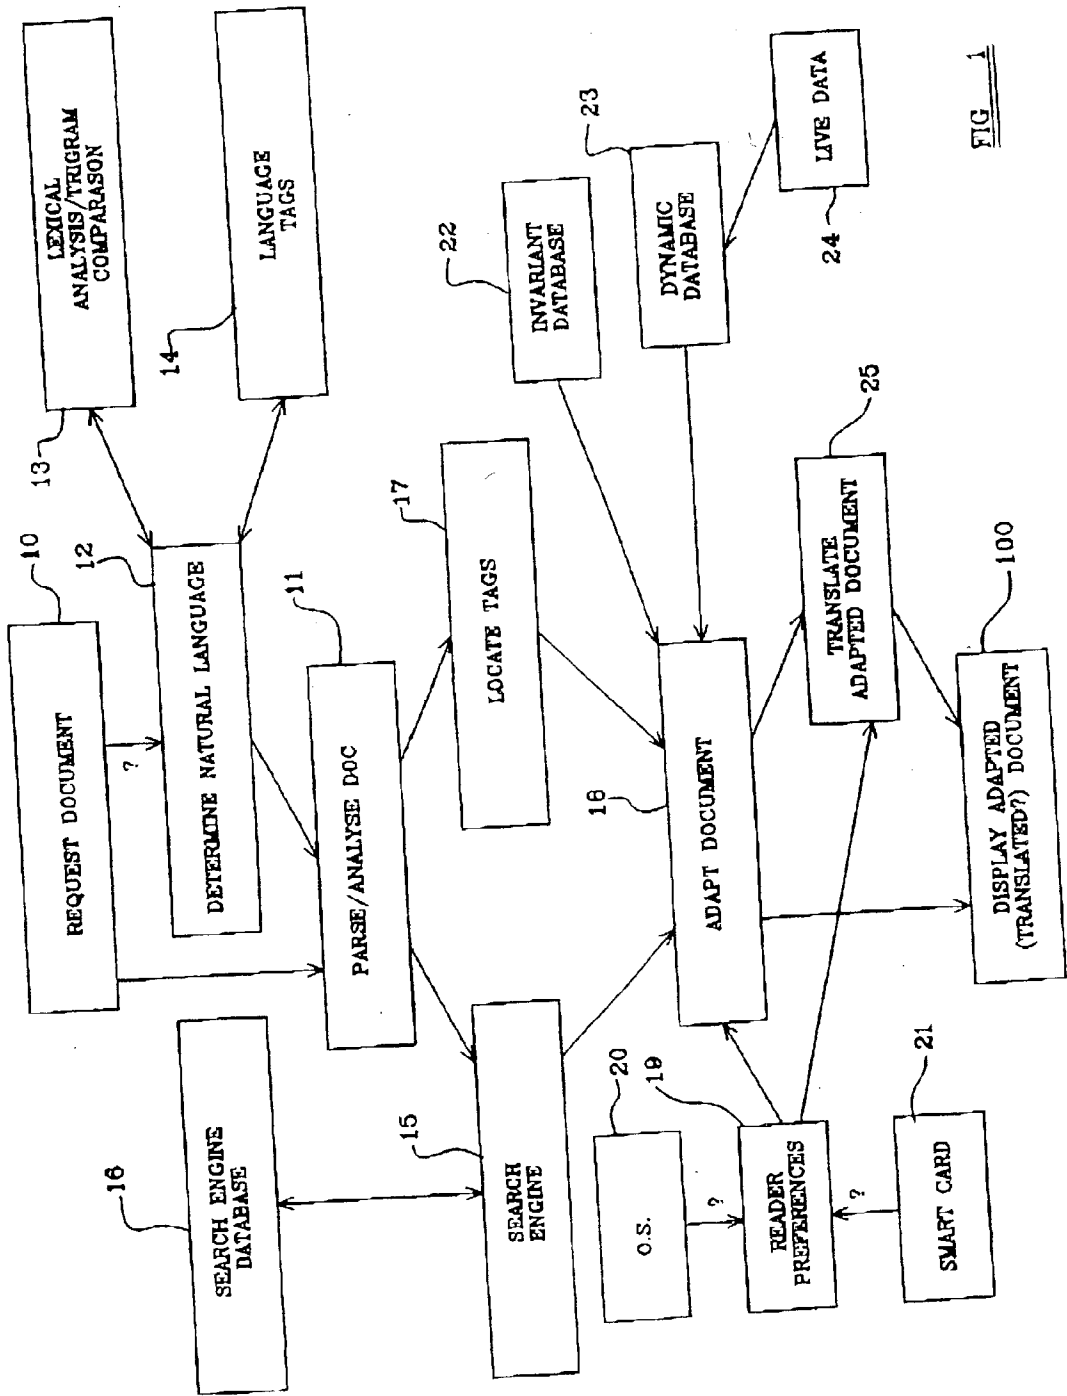 10
REQUEST DOCUMENT
?
12
DETERMINE NATURAL LANGUAGE
13
LEXICAL
ANALYSIS/TRIGRAM
COMPARASON
14
LANGUAGE
TAGS
16
SEARCH ENGINE
DATABASE
11
PARSE/ANALYSE DOC
15
SEARCH
ENGINE
17
LOCATE TAGS
22
INVARIANT
DATABASE
20
O.S.
?
19
READER
PREFERENCES
?
21
SMART CARD
18
ADAPT DOCUMENT
23
DYNAMIC
DATABASE
24
LIVE DATA
25
TRANSLATE
ADAPTED DOCUMENT
100
DISPLAY ADAPTED
(TRANSLATED?) DOCUMENT
FIG 1